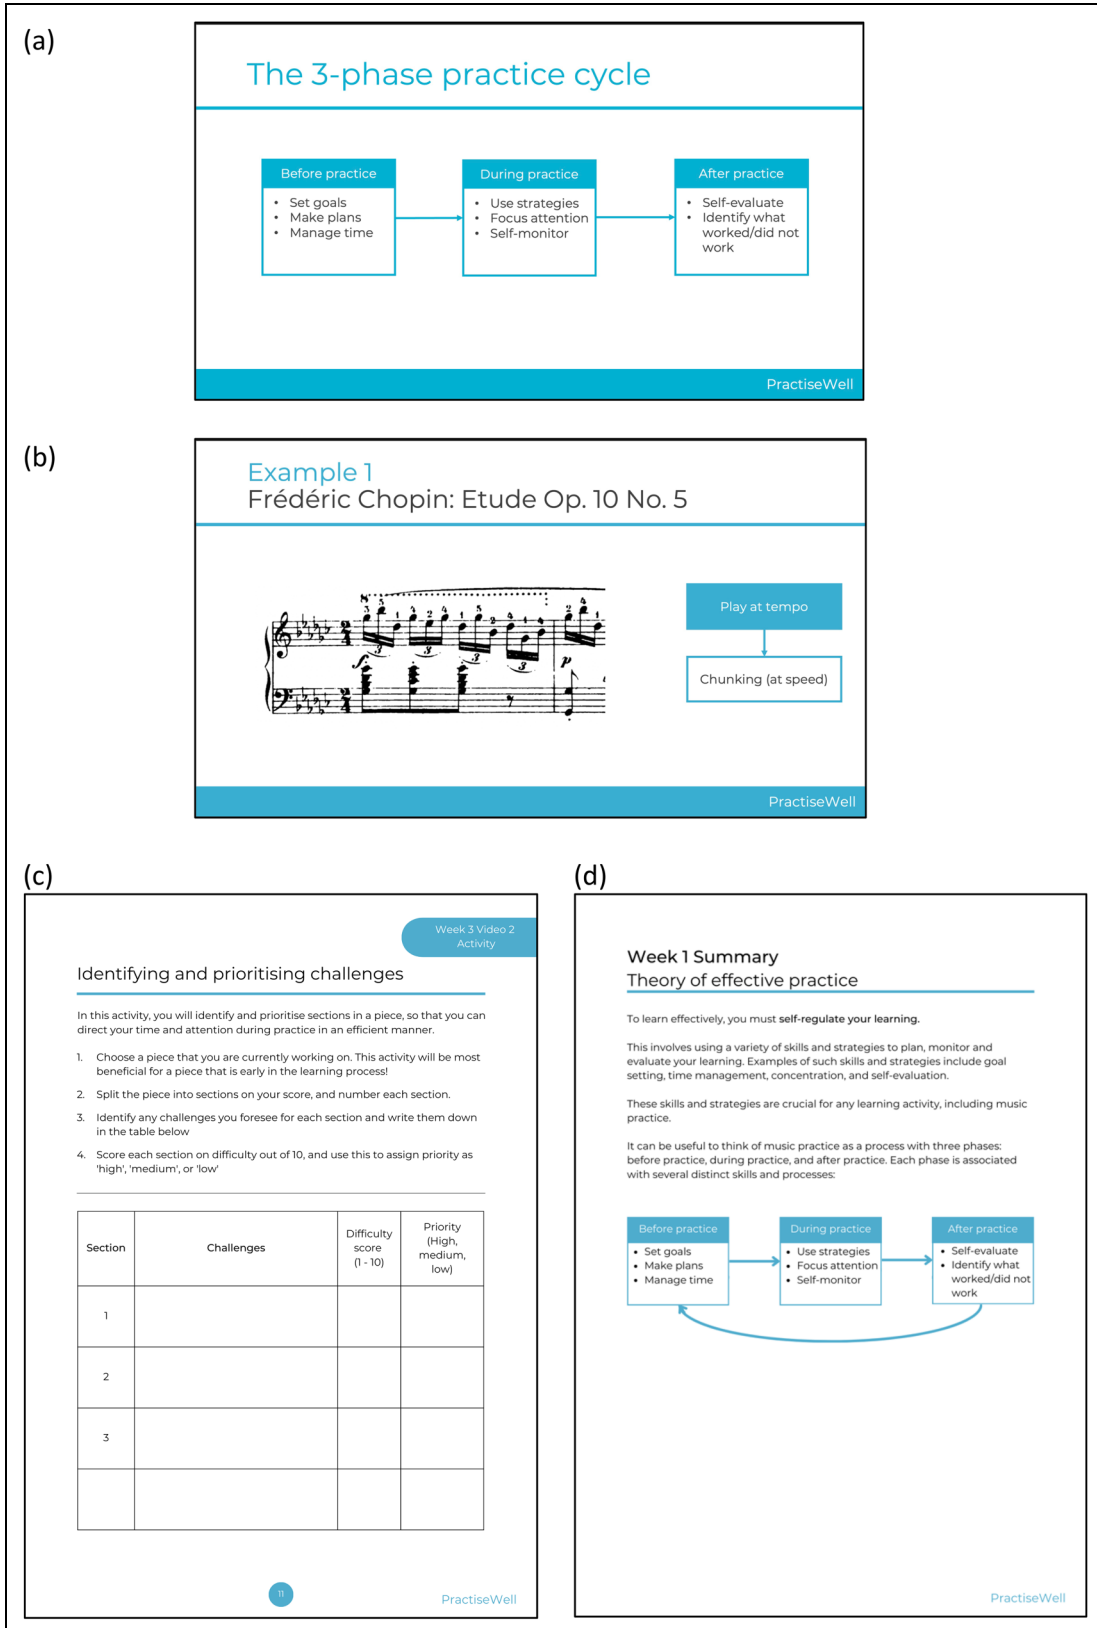 (a)
The 3-phase practice cycle
Before practice
• Set goals
• Make plans
• Manage time
During practice
• Use strategies
• Focus attention
• Self-monitor
After practice
• Self-evaluate
• Identify what
worked/did not
work
PractiseWell
(b)
Example 1
Frédéric Chopin: Etude Op. 10 No. 5
Play at tempo
Chunking (at speed)
PractiseWell
(c)
Week 3 Video 2
Activity
Identifying and prioritising challenges
In this activity, you will identify and prioritise sections in a piece, so that you can
direct your time and attention during practice in an efficient manner.
1. Choose a piece that you are currently working on. This activity will be most
beneficial for a piece that is early in the learning process!
2. Split the piece into sections on your score, and number each section.
3. Identify any challenges you foresee for each section and write them down
in the table below
4. Score each section on difficulty out of 10, and use this to assign priority as
'high', 'medium', or 'low'
Section
Challenges
Difficulty
score
(1 - 10)
Priority
(High,
medium,
low)
1
2
3
11
PractiseWell
(d)
Week 1 Summary
Theory of effective practice
To learn effectively, you must self-regulate your learning.
This involves using a variety of skills and strategies to plan, monitor and
evaluate your learning. Examples of such skills and strategies include goal
setting, time management, concentration, and self-evaluation.
These skills and strategies are crucial for any learning activity, including music
practice.
It can be useful to think of music practice as a process with three phases:
before practice, during practice, and after practice. Each phase is associated
with several distinct skills and processes:
Before practice
• Set goals
• Make plans
• Manage time
During practice
• Use strategies
• Focus attention
• Self-monitor
After practice
• Self-evaluate
• Identify what
worked/did not
work
PractiseWell